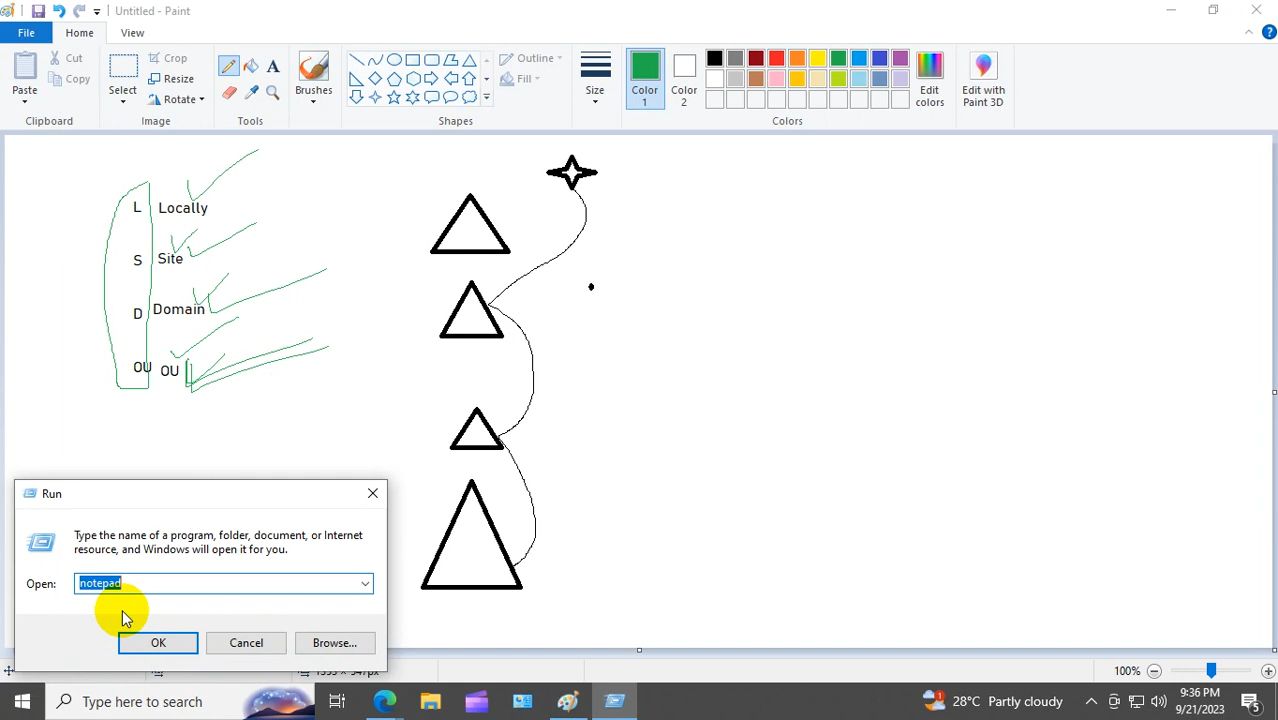 Untitled - Paint
File
Home
View
Paste
Cut
Copy
Clipboard
Select
Crop
Resize
Rotate
Image
A
Tools
Brushes
Outline
Fill
Shapes
Size
Color
1
Color
2
Edit
colors
Edit with
Paint 3D
Colors
L Locally
S Site
D Domain
OU OU
Run
Type the name of a program, folder, document, or Internet
resource, and Windows will open it for you.
Open: notepad
OK
Cancel
Browse...
100%
Type here to search
28°C Partly cloudy
1
9:36 PM
9/21/2023
5